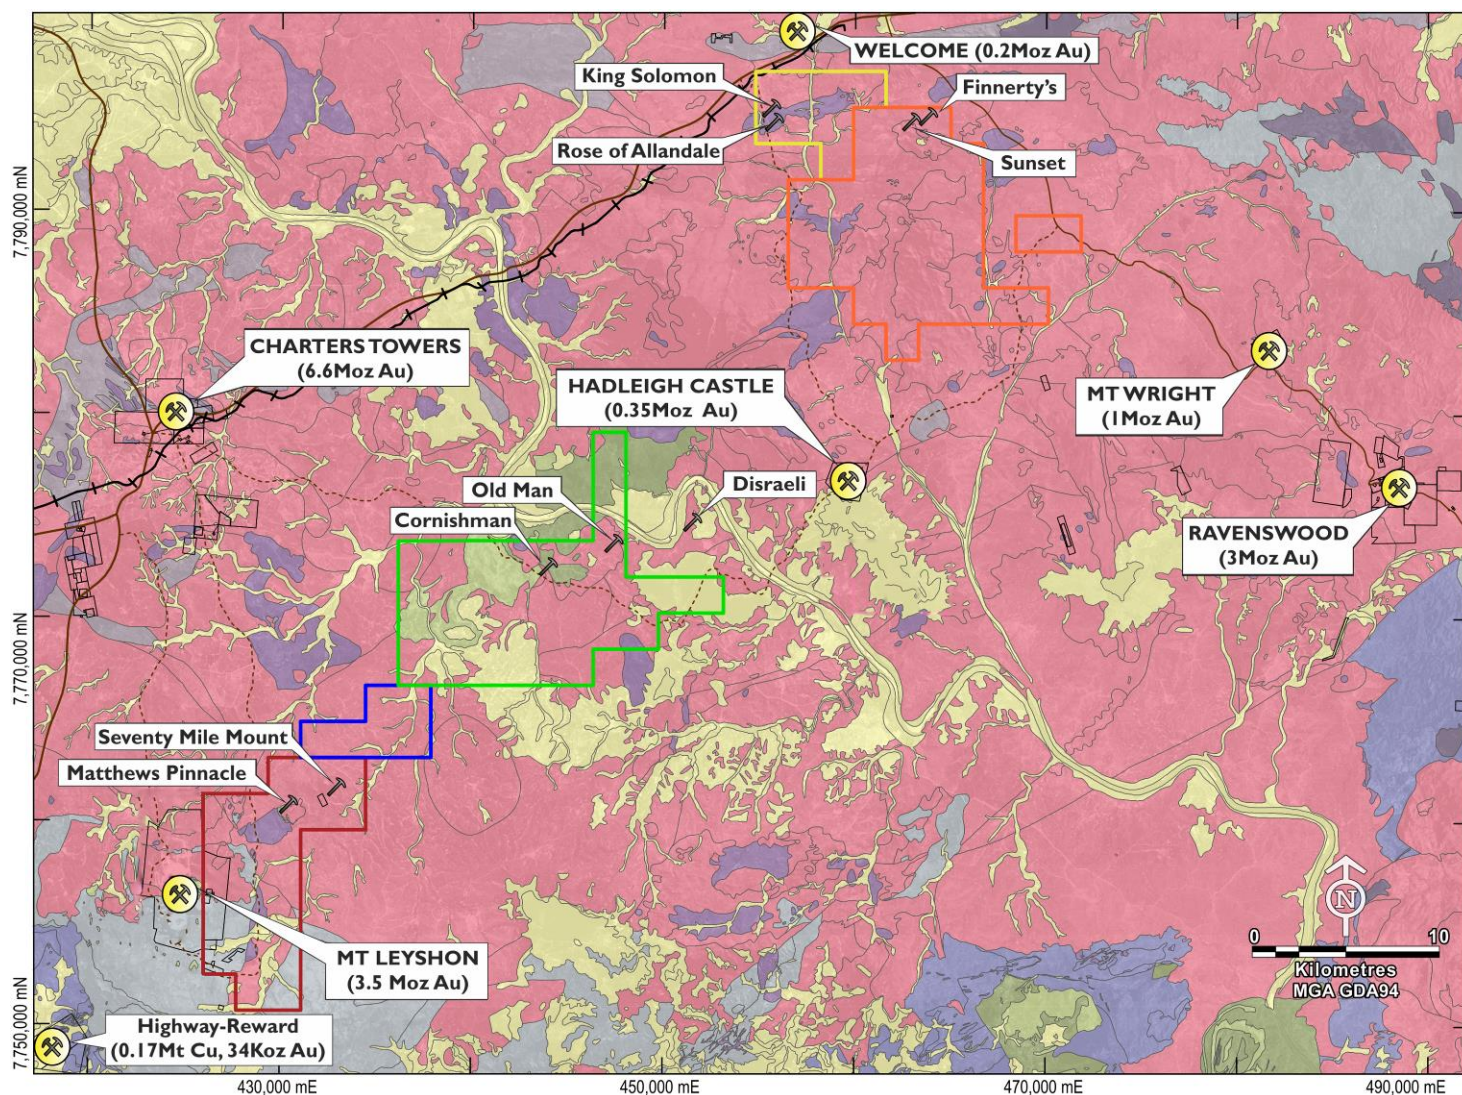 WELCOME (0.2Moz Au)
King Solomon
Finnerty's
Rose of Allandale
Sunset
7,790,000 mN
CHARTERS TOWERS
(6.6Moz Au)
HADLEIGH CASTLE
(0.35Moz Au)
MT WRIGHT
(1Moz Au)
Old Man
Disraeli
Cornishman
RAVENSWOOD
(3Moz Au)
7,770,000 mN
Seventy Mile Mount
Matthews Pinnacle
N
0 10
Kilometres
MGA GDA94
MT LEYSHON
(3.5 Moz Au)
7,750,000 mN
Highway-Reward
(0.17Mt Cu, 34Koz Au)
430,000 mE 450,000 mE 470,000 mE 490,000 mE